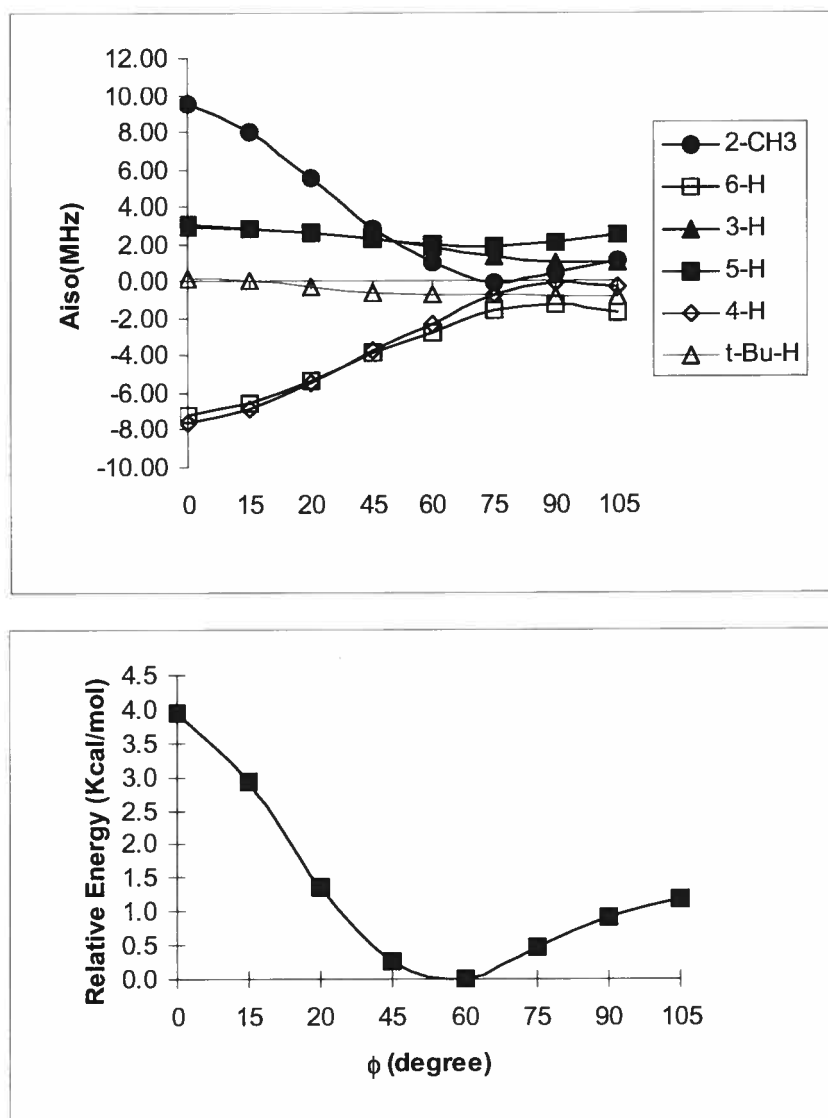 12.00
10.00
8.00
6.00
4.00
2.00
0.00
-2.00
-4.00
-6.00
-8.00
-10.00
Aiso(MHz)
0 15 20 45 60 75 90 105
2-CH3
6-H
3-H
5-H
4-H
t-Bu-H
4.5
4.0
3.5
3.0
2.5
2.0
1.5
1.0
0.5
0.0
Relative Energy (Kcal/mol)
0 15 20 45 60 75 90 105
ϕ (degree)